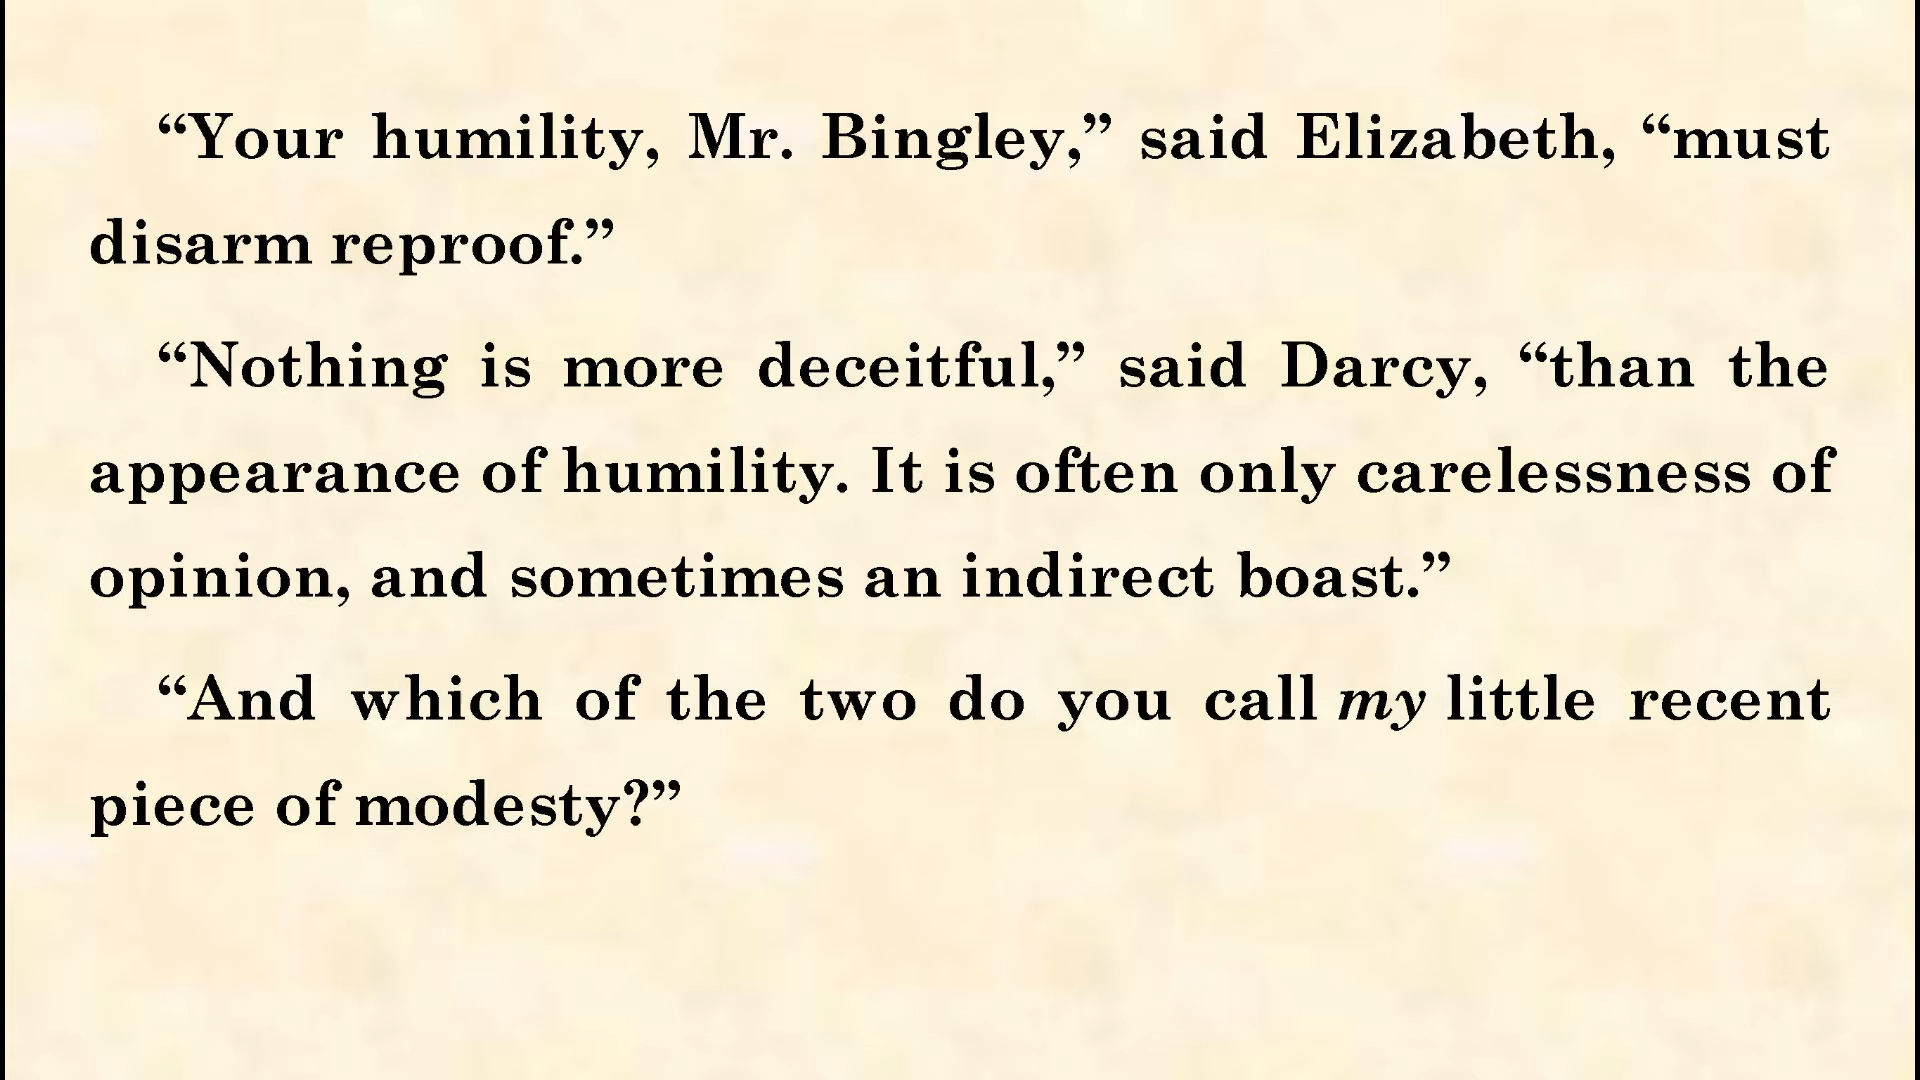 “Your humility, Mr. Bingley,” said Elizabeth, “must
disarm reproof.”
“Nothing is more deceitful,” said Darcy, “than the
appearance of humility. It is often only carelessness of
opinion, and sometimes an indirect boast.”
“And which of the two do you call my little recent
piece of modesty?”